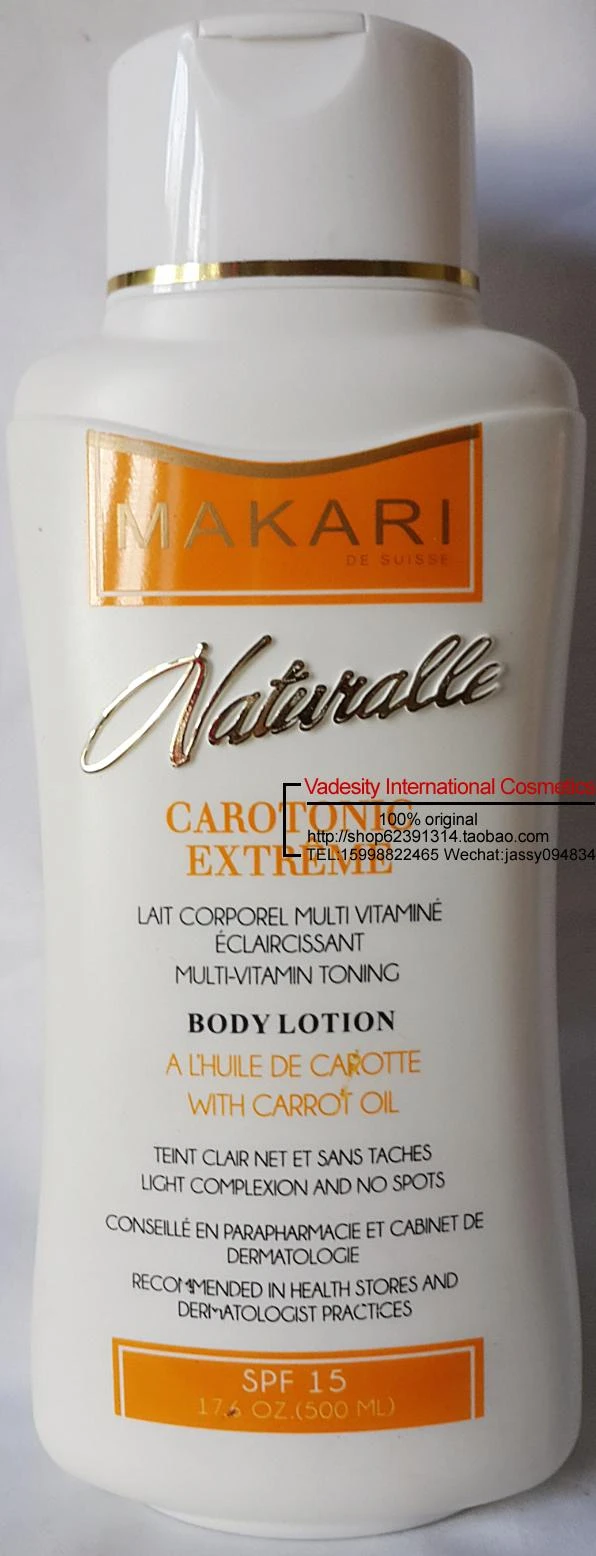 MAKARI
DE SUISSE
Naturalle
Vadesity International Cosmetics
CAROTONIC
100% original
http://shop62391314.taobao.com
EXTRÊME
TEL:15998822465 Wechat:jassy094834
LAIT CORPOREL MULTI VITAMINÉ
ÉCLAIRCISSANT
MULTI-VITAMIN TONING
BODY LOTION
A L'HUILE DE CAROTTE
WITH CARROT OIL
TEINT CLAIR NET ET SANS TACHES
LIGHT COMPLEXION AND NO SPOTS
CONSEILLÉ EN PARAPHARMACIE ET CABINET DE
DERMATOLOGIE
RECOMMENDED IN HEALTH STORES AND
DERMATOLOGIST PRACTICES
SPF 15
17.6 OZ.(500 ML)